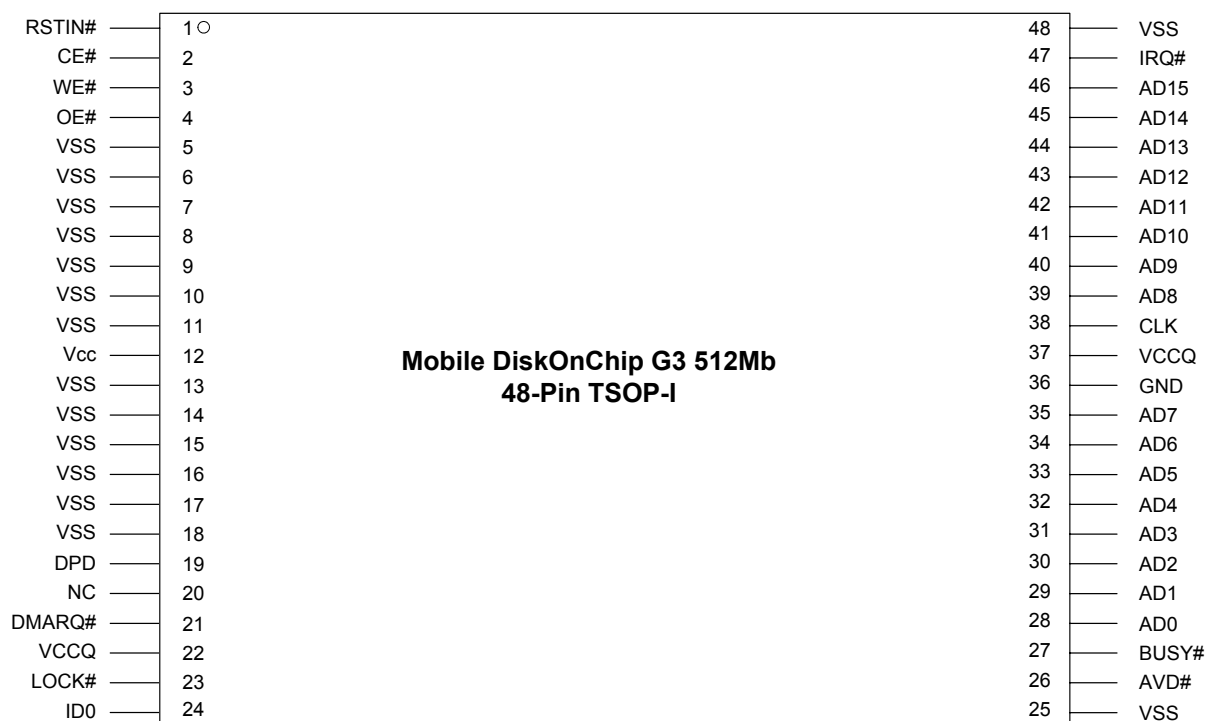 RSTIN# 1 48 VSS
CE# 2 47 IRQ#
WE# 3 46 AD15
OE# 4 45 AD14
VSS 5 44 AD13
VSS 6 43 AD12
VSS 7 42 AD11
VSS 8 41 AD10
VSS 9 40 AD9
VSS 10 39 AD8
VSS 11 38 CLK
Vcc 12 37 VCCQ
Mobile DiskOnChip G3 512Mb
48-Pin TSOP-I
VSS 13 36 GND
VSS 14 35 AD7
VSS 15 34 AD6
VSS 16 33 AD5
VSS 17 32 AD4
VSS 18 31 AD3
DPD 19 30 AD2
NC 20 29 AD1
DMARQ# 21 28 AD0
VCCQ 22 27 BUSY#
LOCK# 23 26 AVD#
ID0 24 25 VSS